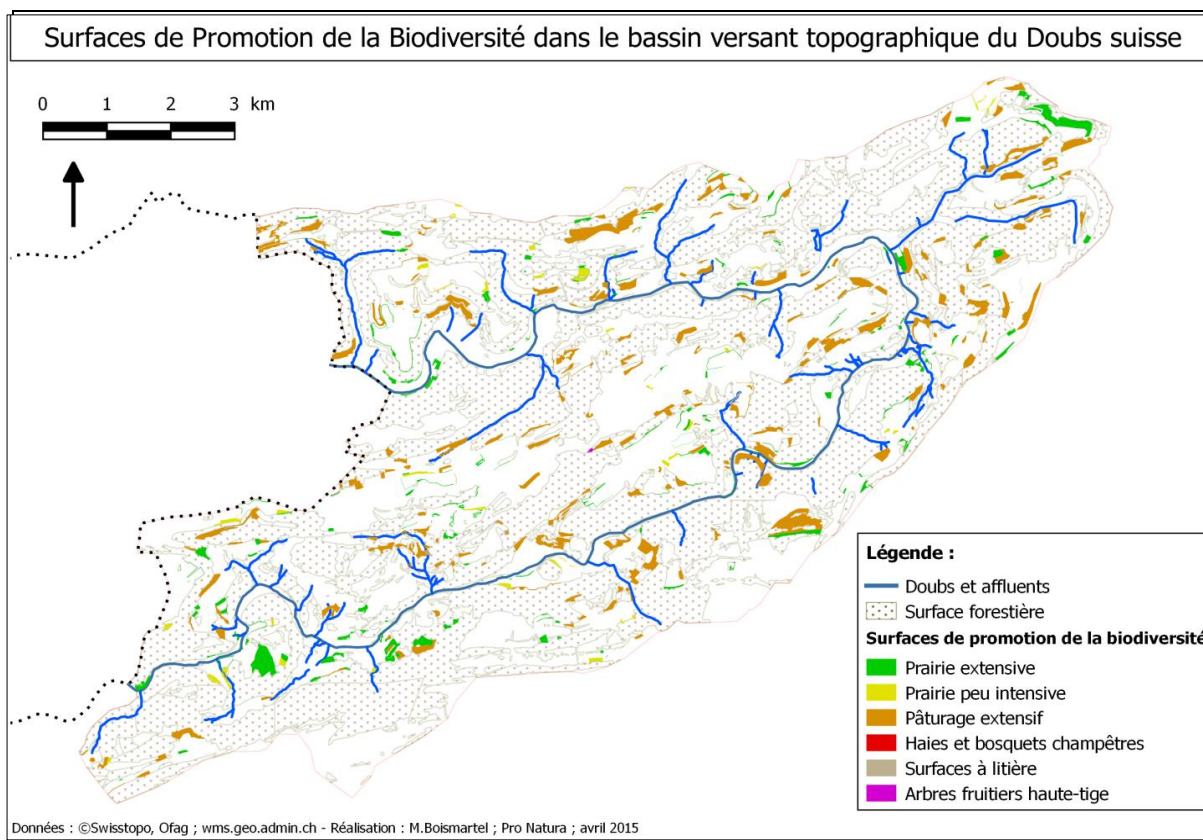 Surfaces de Promotion de la Biodiversité dans le bassin versant topographique du Doubs suisse
0 1 2 3 km
Légende :
Doubs et affluents
Surface forestière
Surfaces de promotion de la biodiversité
Prairie extensive
Prairie peu intensive
Pâturage extensif
Haies et bosquets champêtres
Surfaces à litière
Arbres fruitiers haute-tige
Données : ©Swisstopo, Ofag ; wms.geo.admin.ch - Réalisation : M.Boismartel ; Pro Natura ; avril 2015